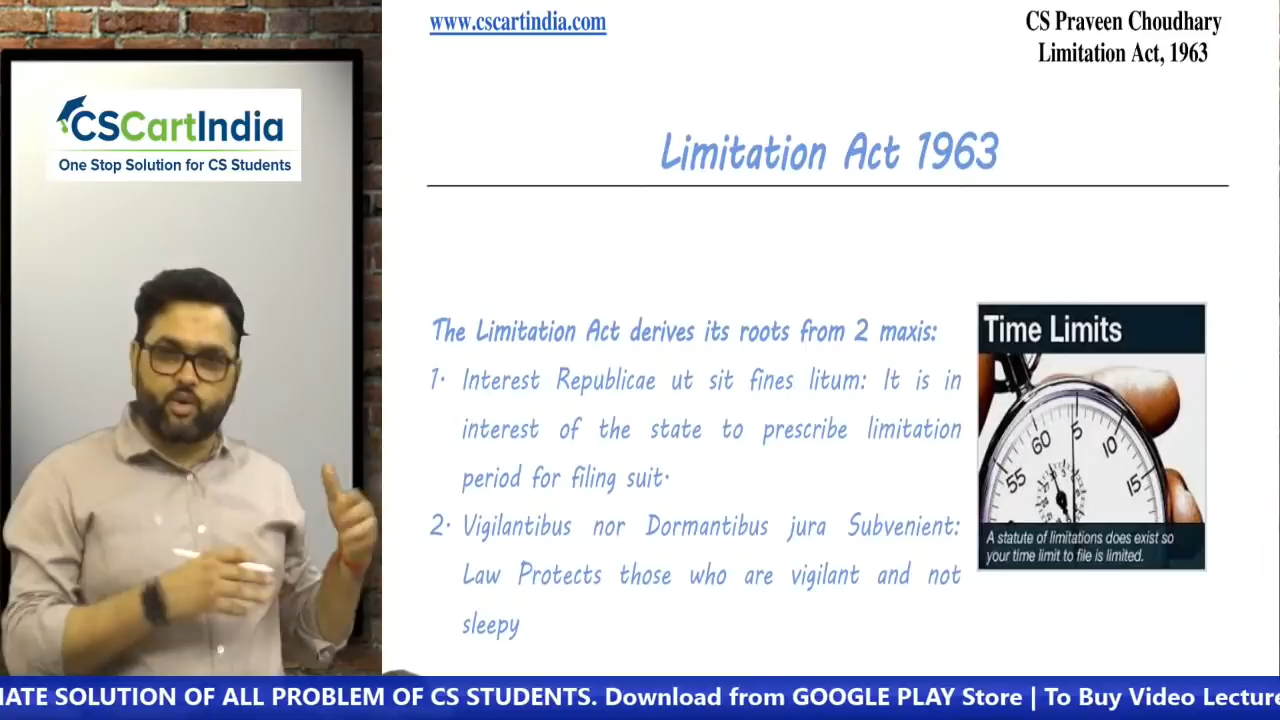 www.cscartindia.com
CS Praveen Choudhary
Limitation Act, 1963
CSCartIndia
One Stop Solution for CS Students
Limitation Act 1963
The Limitation Act derives its roots from 2 maxis:
1. Interest Republicae ut sit fines litum: It is in
interest of the state to prescribe limitation
period for filing suit.
2. Vigilantibus nor Dormantibus jura Subvenient:
Law Protects those who are vigilant and not
sleepy
Time Limits
60 5 10
55 15
A statute of limitations does exist so
your time limit to file is limited.
SOLUTION OF ALL PROBLEM OF CS STUDENTS. Download from GOOGLE PLAY Store | To Buy Video